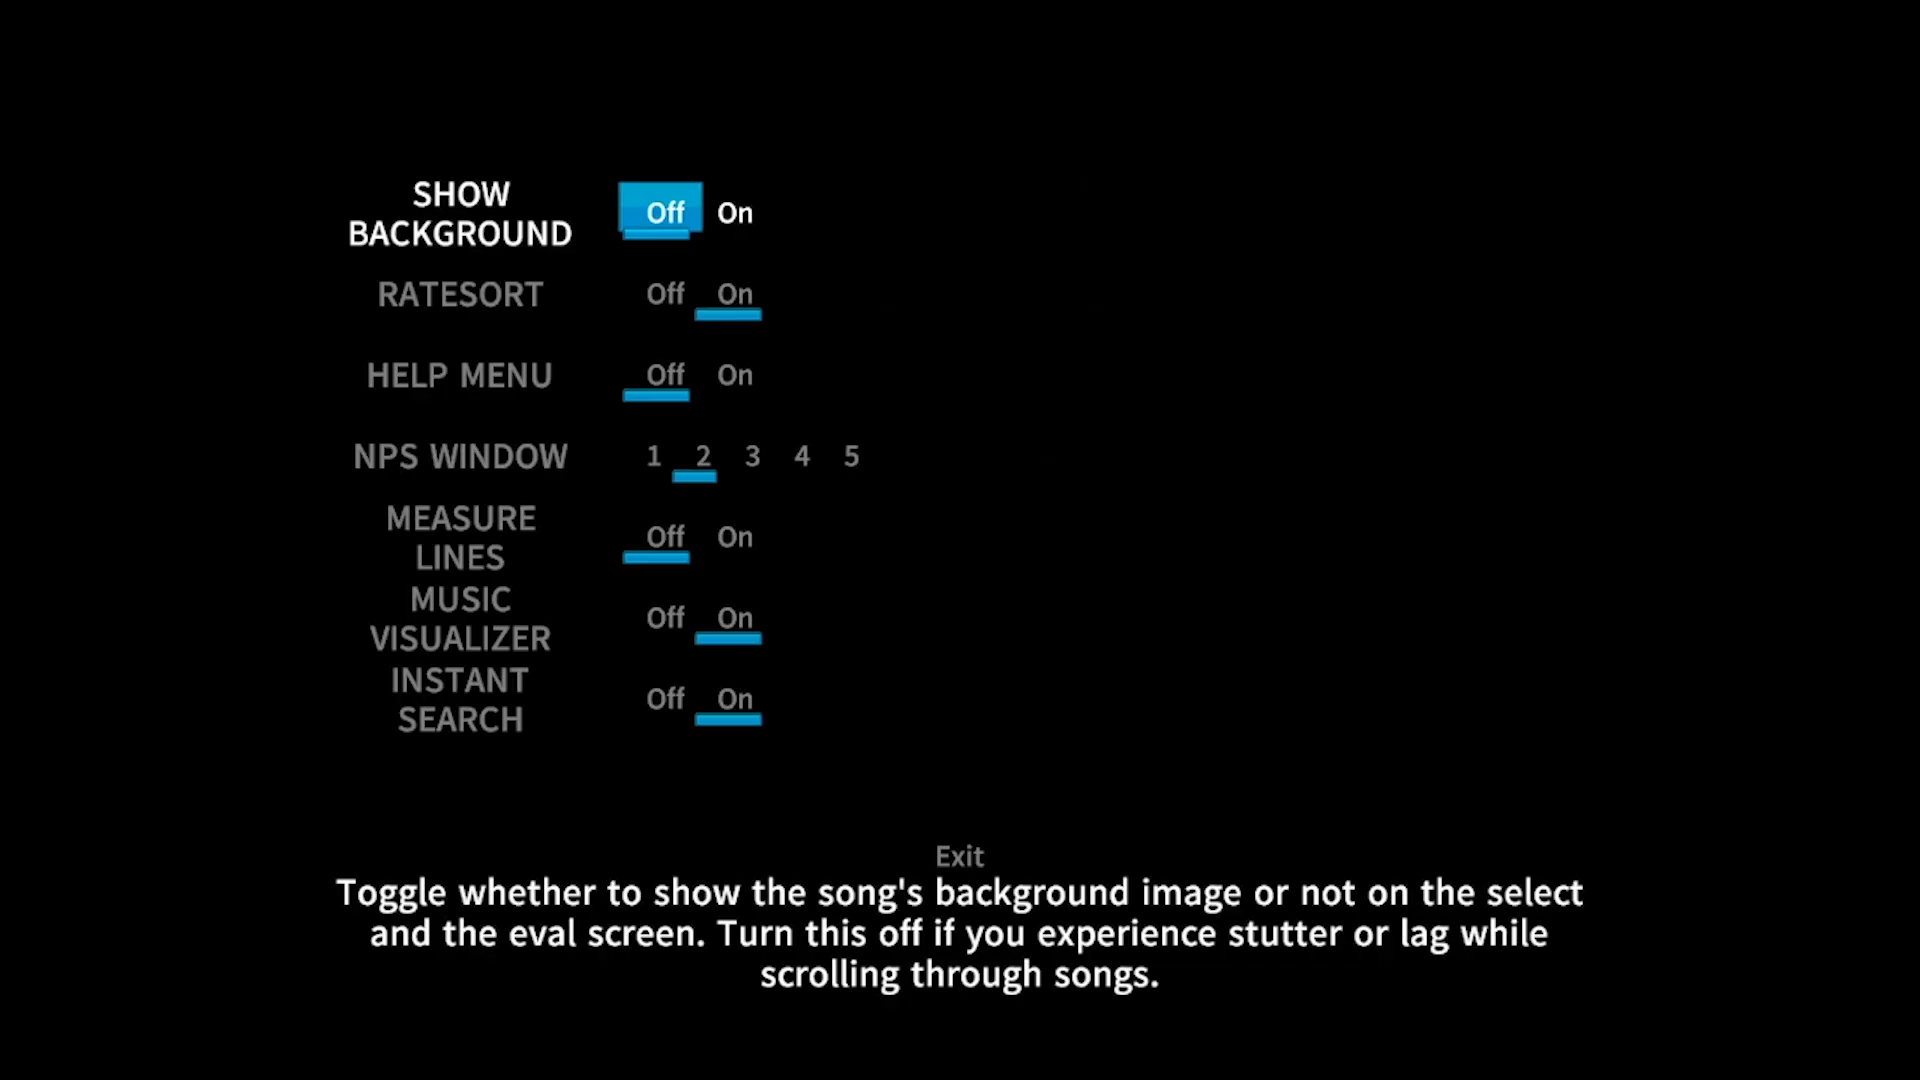 SHOW
BACKGROUND
Off On
RATESORT
Off On
HELP MENU
Off On
NPS WINDOW
1 2 3 4 5
MEASURE
LINES
Off On
MUSIC
VISUALIZER
Off On
INSTANT
SEARCH
Off On
Exit
Toggle whether to show the song's background image or not on the select
and the eval screen. Turn this off if you experience stutter or lag while
scrolling through songs.